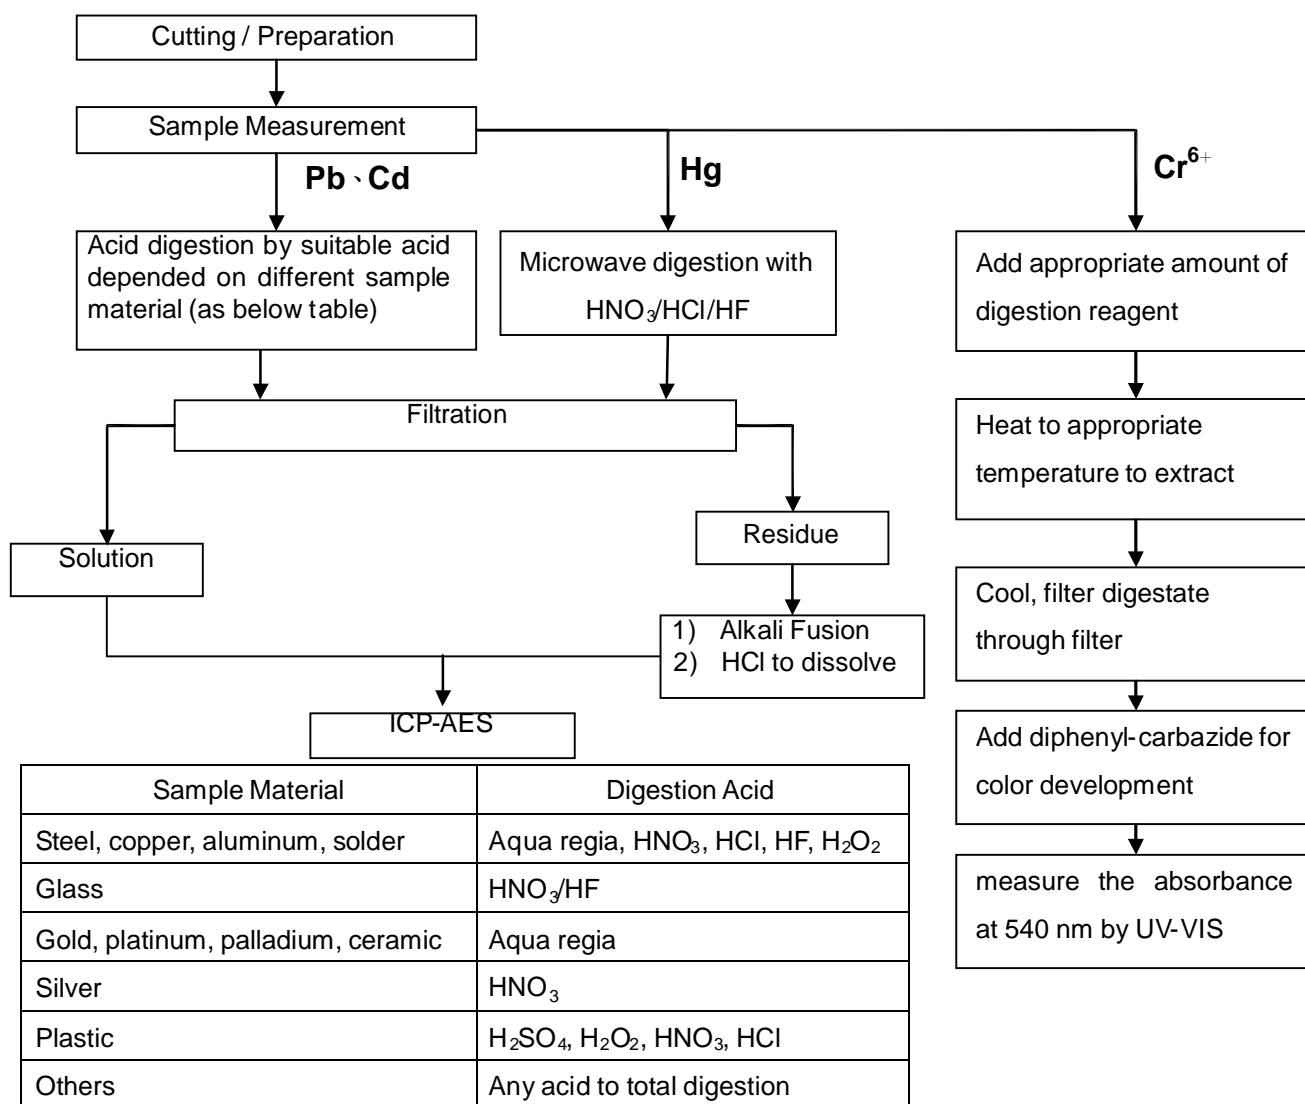 Cutting / Preparation
Sample Measurement
Pb、Cd
Hg
Cr⁶⁺
Acid digestion by suitable acid
depended on different sample
material (as below table)
Microwave digestion with
HNO₃/HCl/HF
Add appropriate amount of
digestion reagent
Filtration
Heat to appropriate
temperature to extract
Solution
Residue
1) Alkali Fusion
2) HCl to dissolve
Cool, filter digestate
through filter
ICP-AES
Add diphenyl-carbazide for
color development
measure the absorbance
at 540 nm by UV-VIS
Sample Material Digestion Acid
Steel, copper, aluminum, solder Aqua regia, HNO₃, HCl, HF, H₂O₂
Glass HNO₃/HF
Gold, platinum, palladium, ceramic Aqua regia
Silver HNO₃
Plastic H₂SO₄, H₂O₂, HNO₃, HCl
Others Any acid to total digestion